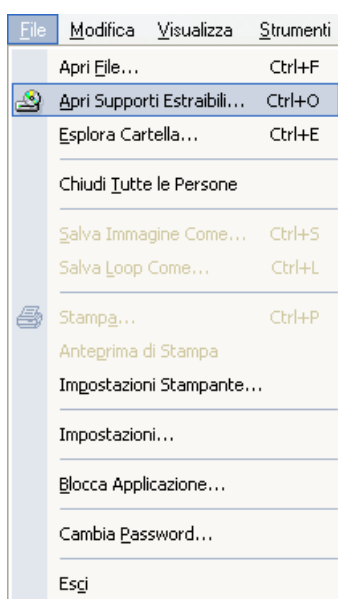 File Modifica Visualizza Strumenti
Apri File... Ctrl+F
Apri Supporti Estraibili... Ctrl+O
Esplora Cartella... Ctrl+E
Chiudi Tutte le Persone
Salva Immagine Come... Ctrl+S
Salva Loop Come... Ctrl+L
Stampa... Ctrl+P
Anteprima di Stampa
Impostazioni Stampante...
Impostazioni...
Blocca Applicazione...
Cambia Password...
Esci